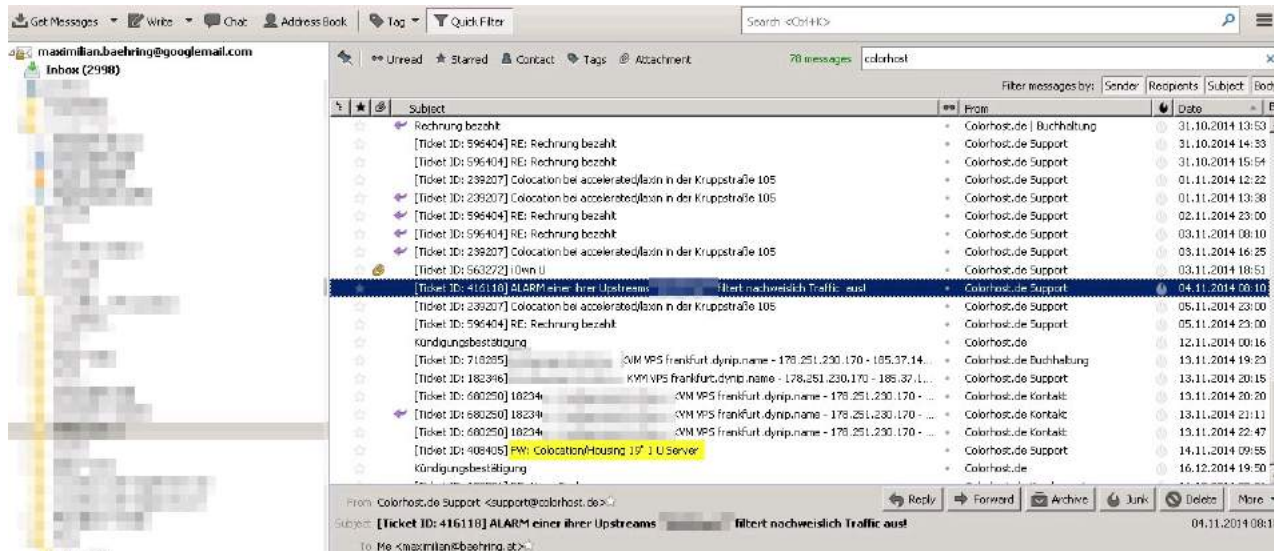 Get Messages Write Chat Address Book Tag Quick Filter Search <Ctrl+K>
maximilian.baehring@googlemail.com
Inbox (2998)
Unread Starred Contact Tags Attachment 78 messages colorhost
Filter messages by: Sender Recipients Subject Body
Subject From Date
Rechnung bezahlt Colorhost.de | Buchhaltung 31.10.2014 13:53
[Ticket ID: 596404] RE: Rechnung bezahlt Colorhost.de Support 31.10.2014 14:33
[Ticket ID: 596404] RE: Rechnung bezahlt Colorhost.de Support 31.10.2014 15:54
[Ticket ID: 239207] Colocation bei accelerated/laxin in der Kruppstraße 105 Colorhost.de Support 01.11.2014 12:22
[Ticket ID: 239207] Colocation bei accelerated/laxin in der Kruppstraße 105 Colorhost.de Support 01.11.2014 13:38
[Ticket ID: 596404] RE: Rechnung bezahlt Colorhost.de Support 02.11.2014 23:00
[Ticket ID: 596404] RE: Rechnung bezahlt Colorhost.de Support 03.11.2014 08:10
[Ticket ID: 239207] Colocation bei accelerated/laxin in der Kruppstraße 105 Colorhost.de Support 03.11.2014 16:25
[Ticket ID: 563272] i Own U Colorhost.de Support 03.11.2014 18:51
[Ticket ID: 416118] ALARM einer ihrer Upstreams filtert nachweislich Traffic aus! Colorhost.de Support 04.11.2014 08:10
[Ticket ID: 239207] Colocation bei accelerated/laxin in der Kruppstraße 105 Colorhost.de Support 05.11.2014 23:00
[Ticket ID: 596404] RE: Rechnung bezahlt Colorhost.de Support 05.11.2014 23:00
Kündigungsbestätigung Colorhost.de 12.11.2014 00:16
[Ticket ID: 718285] KVM VPS frankfurt.dynip.name - 178.251.230.170 - 185.37.14... Colorhost.de Buchhaltung 13.11.2014 19:23
[Ticket ID: 182346] KVM VPS frankfurt.dynip.name - 178.251.230.170 - 185.37.1... Colorhost.de Support 13.11.2014 20:15
[Ticket ID: 680250] 18234 KVM VPS frankfurt.dynip.name - 178.251.230.170 - ... Colorhost.de Kontakt 13.11.2014 20:20
[Ticket ID: 680250] 18234 KVM VPS frankfurt.dynip.name - 178.251.230.170 - ... Colorhost.de Kontakt 13.11.2014 21:11
[Ticket ID: 680250] 18234 KVM VPS frankfurt.dynip.name - 178.251.230.170 - ... Colorhost.de Kontakt 13.11.2014 22:47
[Ticket ID: 408405] FW: Colocation/Housing 19" 1 U Server Colorhost.de Support 14.11.2014 09:55
Kündigungsbestätigung Colorhost.de 16.12.2014 19:50
From Colorhost.de Support <support@colorhost.de> Reply Forward Archive Junk Delete More
Subject [Ticket ID: 416118] ALARM einer ihrer Upstreams filtert nachweislich Traffic aus! 04.11.2014 08:1
To Me <maximilian@baehring.at>